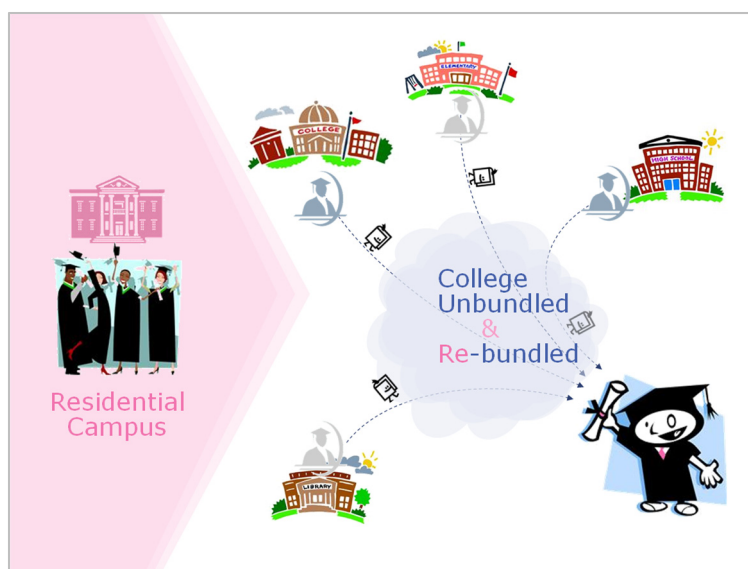 ELEMENTARY
COLLEGE
HIGH SCHOOL
College
Unbundled
&
Re-bundled
Residential
Campus
LIBRARY